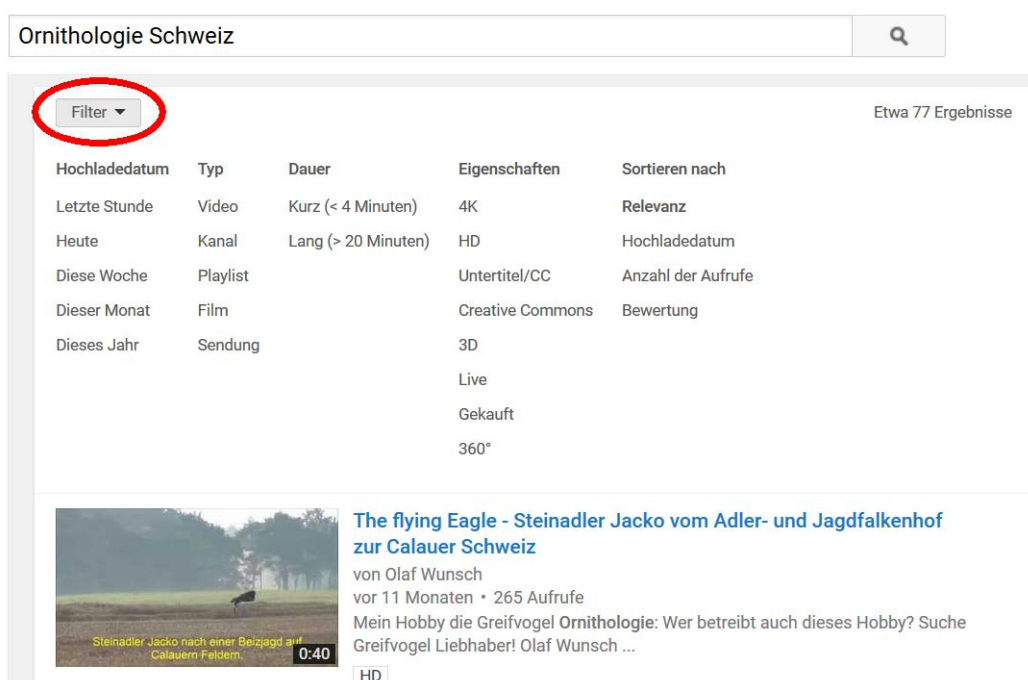 Ornithologie Schweiz
Filter
Etwa 77 Ergebnisse
Hochladedatum Typ Dauer Eigenschaften Sortieren nach
Letzte Stunde Video Kurz (< 4 Minuten) 4K Relevanz
Heute Kanal Lang (> 20 Minuten) HD Hochladedatum
Diese Woche Playlist Untertitel/CC Anzahl der Aufrufe
Dieser Monat Film Creative Commons Bewertung
Dieses Jahr Sendung 3D
Live
Gekauft
360°
The flying Eagle - Steinadler Jacko vom Adler- und Jagdfalkenhof
zur Calauer Schweiz
von Olaf Wunsch
vor 11 Monaten • 265 Aufrufe
Mein Hobby die Greifvogel Ornithologie: Wer betreibt auch dieses Hobby? Suche
Greifvogel Liebhaber! Olaf Wunsch ...
HD
Steinadler Jacko nach einer Beizjagd auf
Calauern Feldern.
0:40